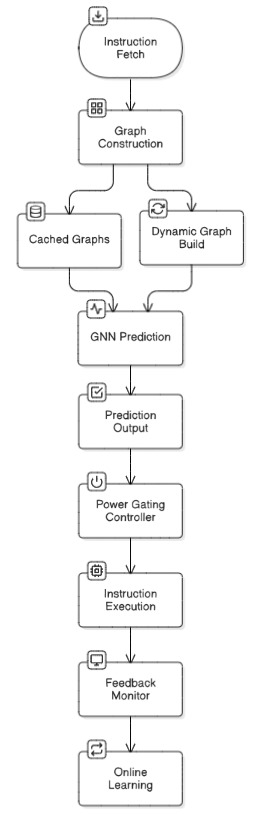 Instruction
Fetch
Graph
Construction
Cached Graphs
Dynamic Graph
Build
GNN Prediction
Prediction
Output
Power Gating
Controller
Instruction
Execution
Feedback
Monitor
Online
Learning